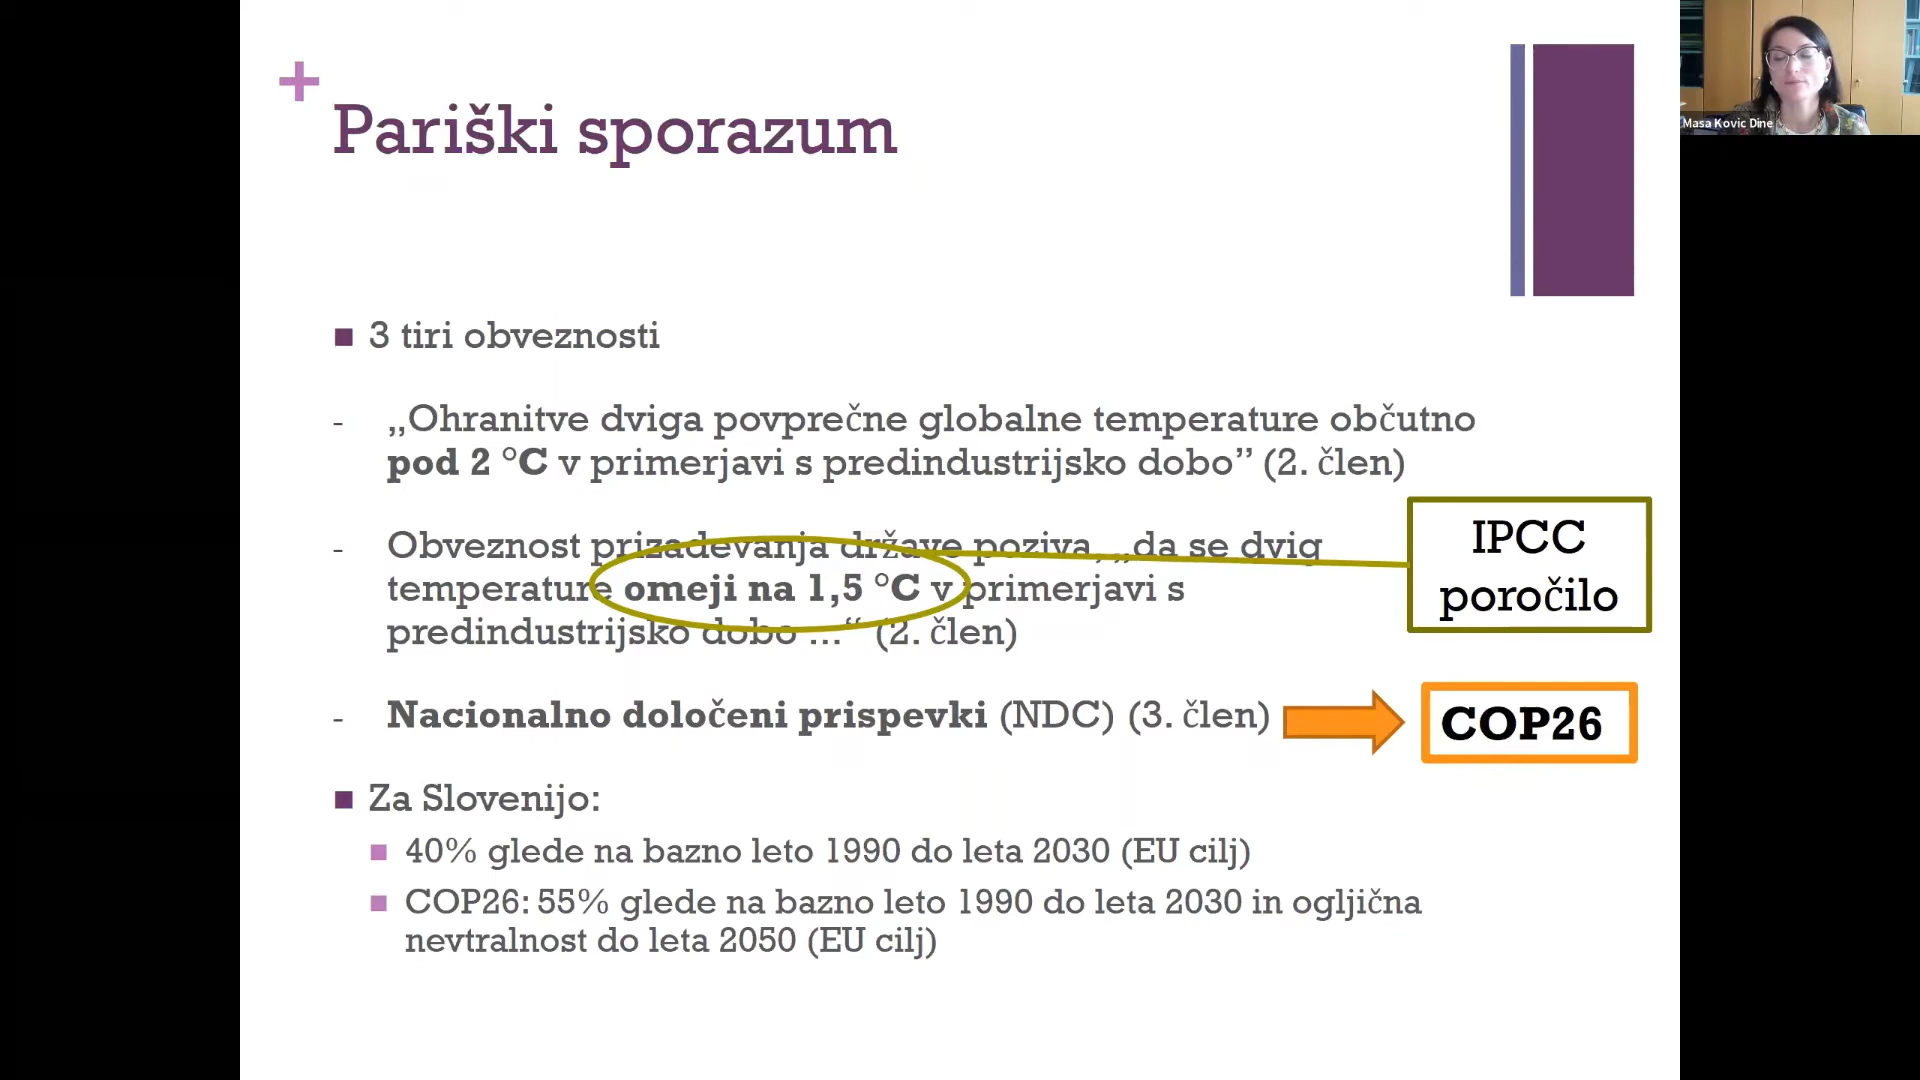 +
Pariški sporazum
3 tiri obveznosti
- „Ohranitve dviga povprečne globalne temperature občutno
pod 2 °C v primerjavi s predindustrijsko dobo” (2. člen)
- Obveznost prizadevanja države poziva, „da se dvig
temperature omeji na 1,5 °C v primerjavi s
predindustrijsko dobo ...“ (2. člen)
IPCC
poročilo
- Nacionalno določeni prispevki (NDC) (3. člen)
COP26
Za Slovenijo:
40% glede na bazno leto 1990 do leta 2030 (EU cilj)
COP26: 55% glede na bazno leto 1990 do leta 2030 in ogljična
nevtralnost do leta 2050 (EU cilj)
Masa Kovic Dine